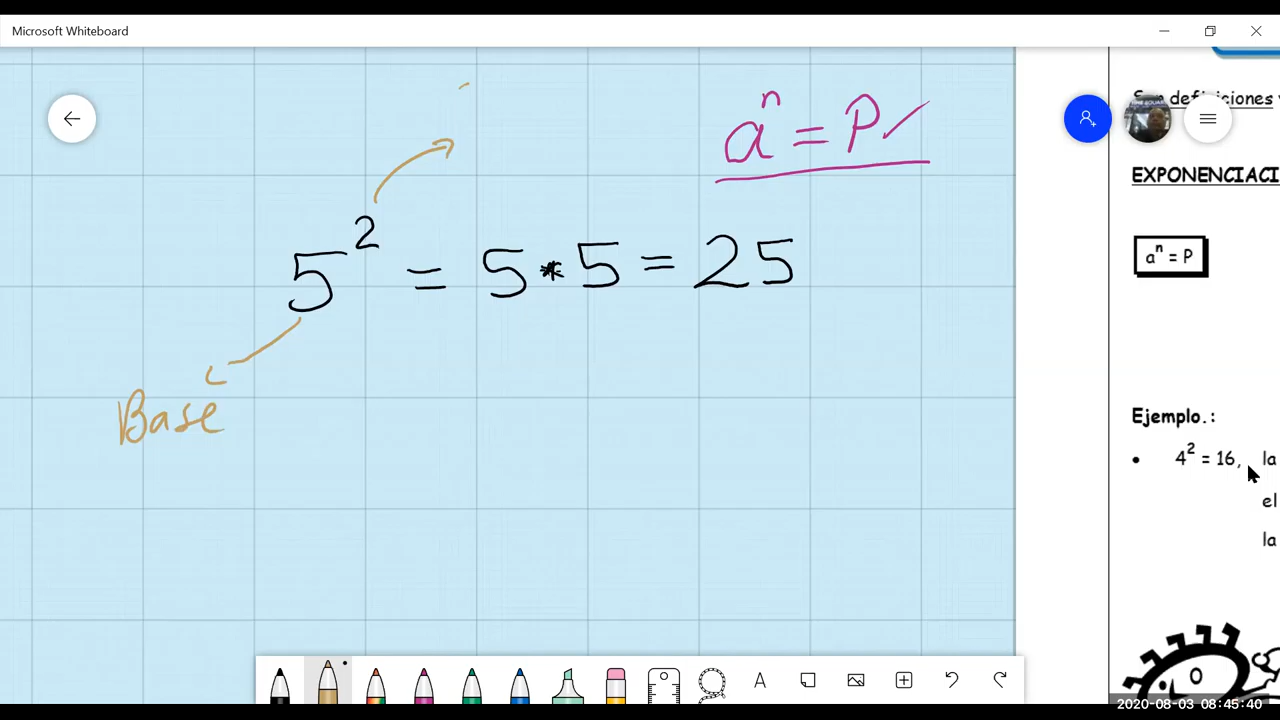 Microsoft Whiteboard
aⁿ = P ✓
5² = 5 * 5 = 25
Base
EXPONENCIACI
aⁿ = P
Ejemplo.:
• 4² = 16, la
el
la
A
2020-08-03 08:45:40